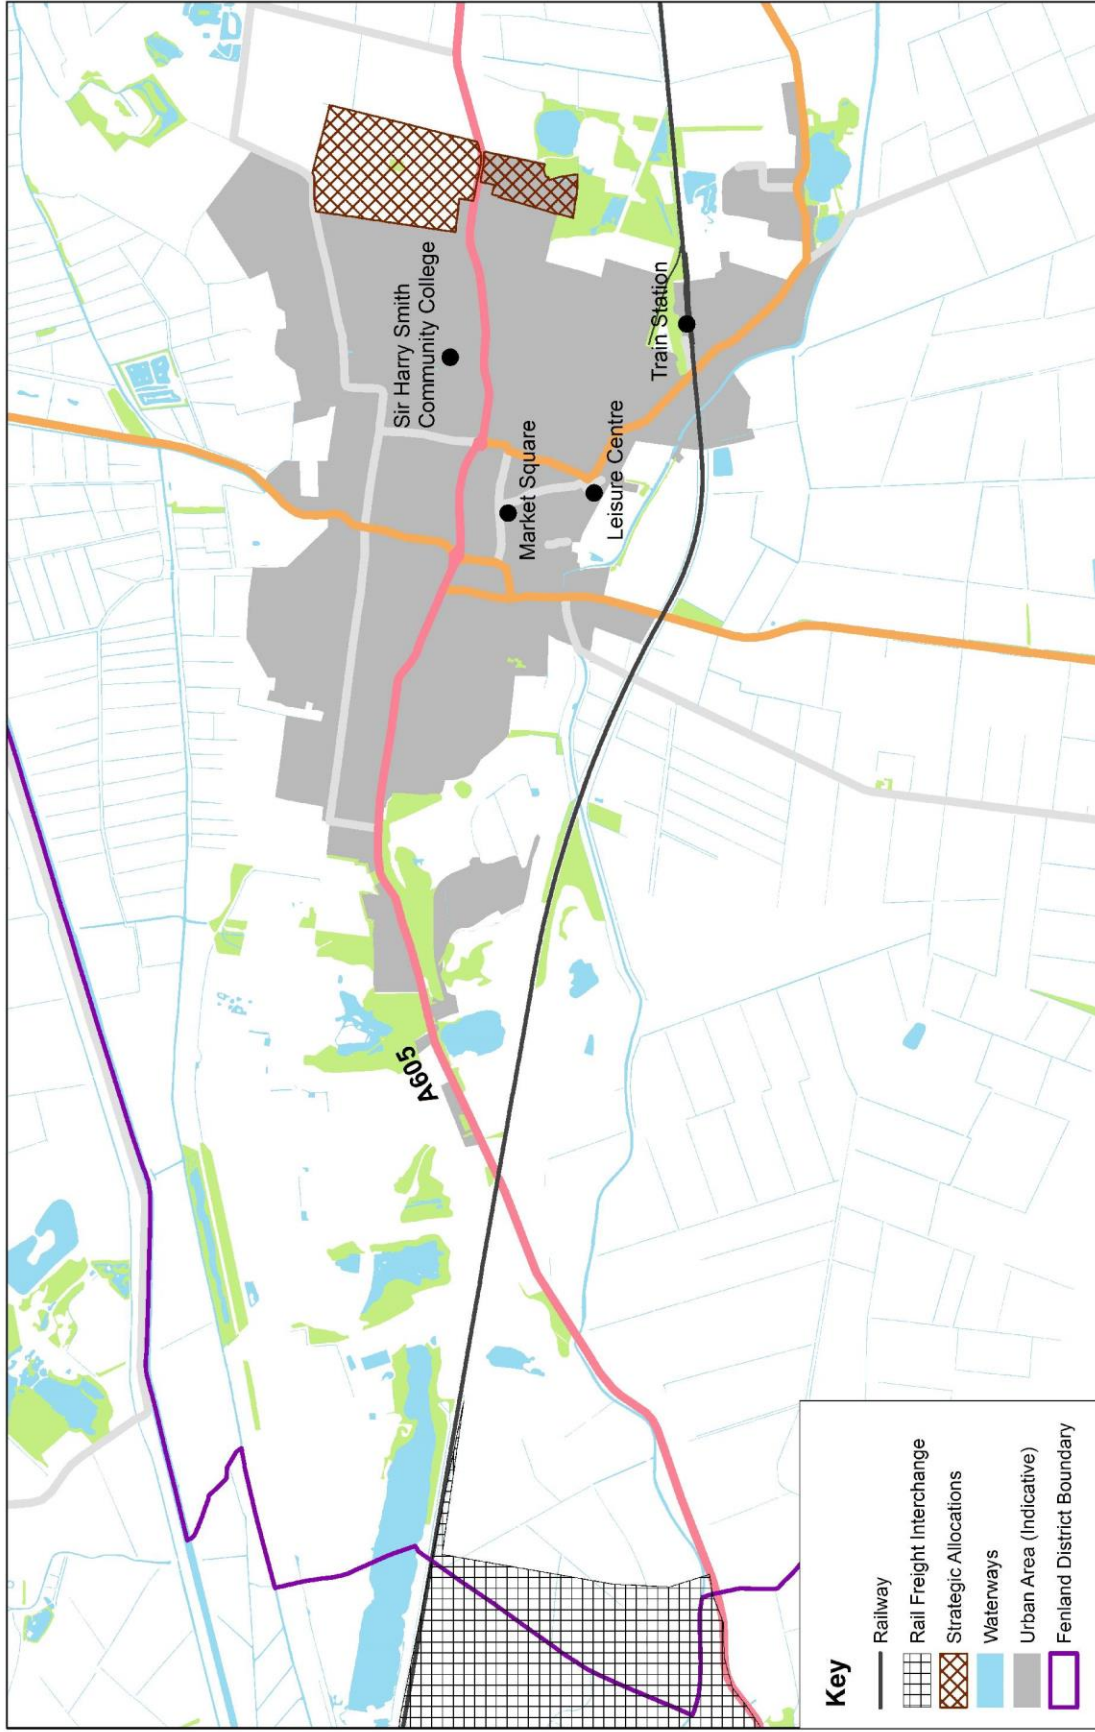 A605
Sir Harry Smith
Community College
Market Square
Leisure Centre
Train Station
Key
Railway
Rail Freight Interchange
Strategic Allocations
Waterways
Urban Area (Indicative)
Fenland District Boundary